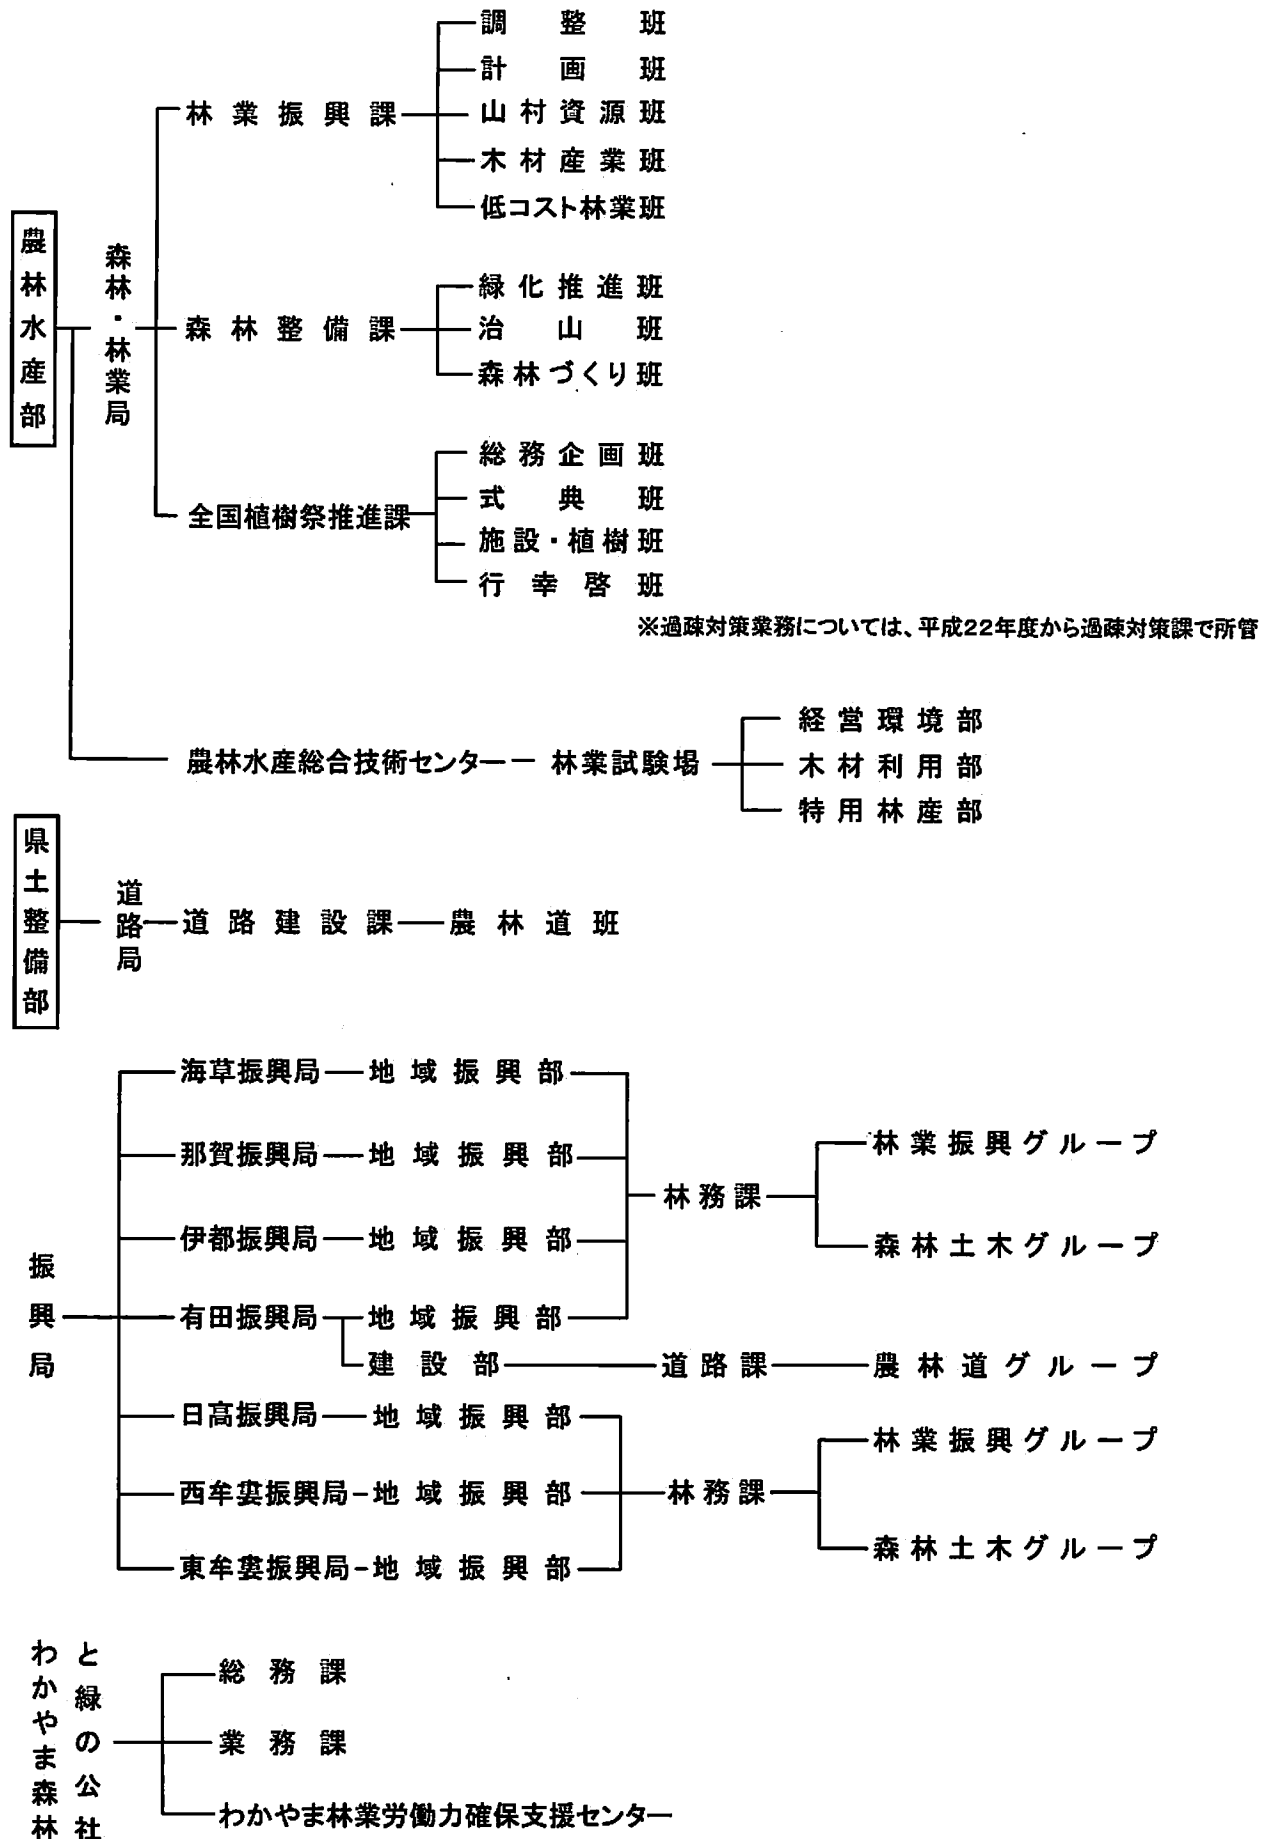 農林水産部
森林・林業局
林業振興課
調整班
計画班
山村資源班
木材産業班
低コスト林業班
森林整備課
緑化推進班
治山班
森林づくり班
全国植樹祭推進課
総務企画班
式典班
施設・植樹班
行幸啓班
※過疎対策業務については、平成22年度から過疎対策課で所管
農林水産総合技術センター
林業試験場
経営環境部
木材利用部
特用林産部
県土整備部
道路局
道路建設課
農林道班
振興局
海草振興局
地域振興部
那賀振興局
地域振興部
伊都振興局
地域振興部
有田振興局
地域振興部
林務課
林業振興グループ
森林土木グループ
建設部
道路課
農林道グループ
日高振興局
地域振興部
西牟婁振興局
地域振興部
東牟婁振興局
地域振興部
林務課
林業振興グループ
森林土木グループ
わかやま森林
と緑の公社
総務課
業務課
わかやま林業労働力確保支援センター